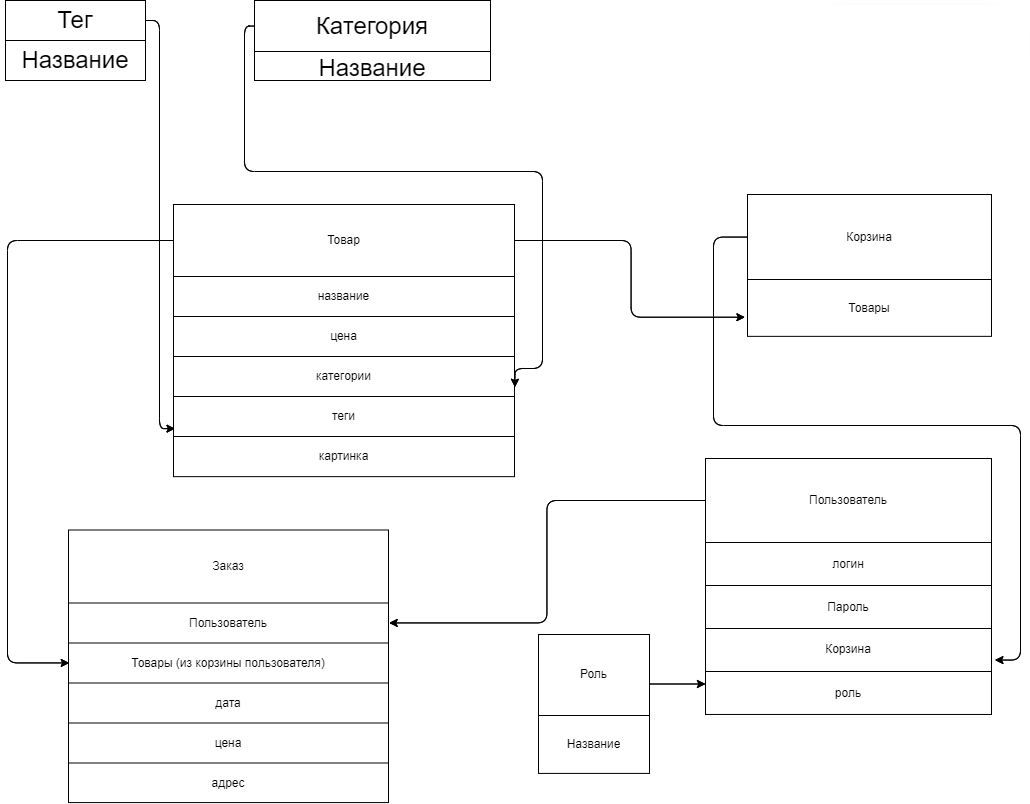 Тег
Название
Категория
Название
Товар
название
цена
категории
теги
картинка
Корзина
Товары
Заказ
Пользователь
Товары (из корзины пользователя)
дата
цена
адрес
Роль
Название
Пользователь
логин
Пароль
Корзина
роль